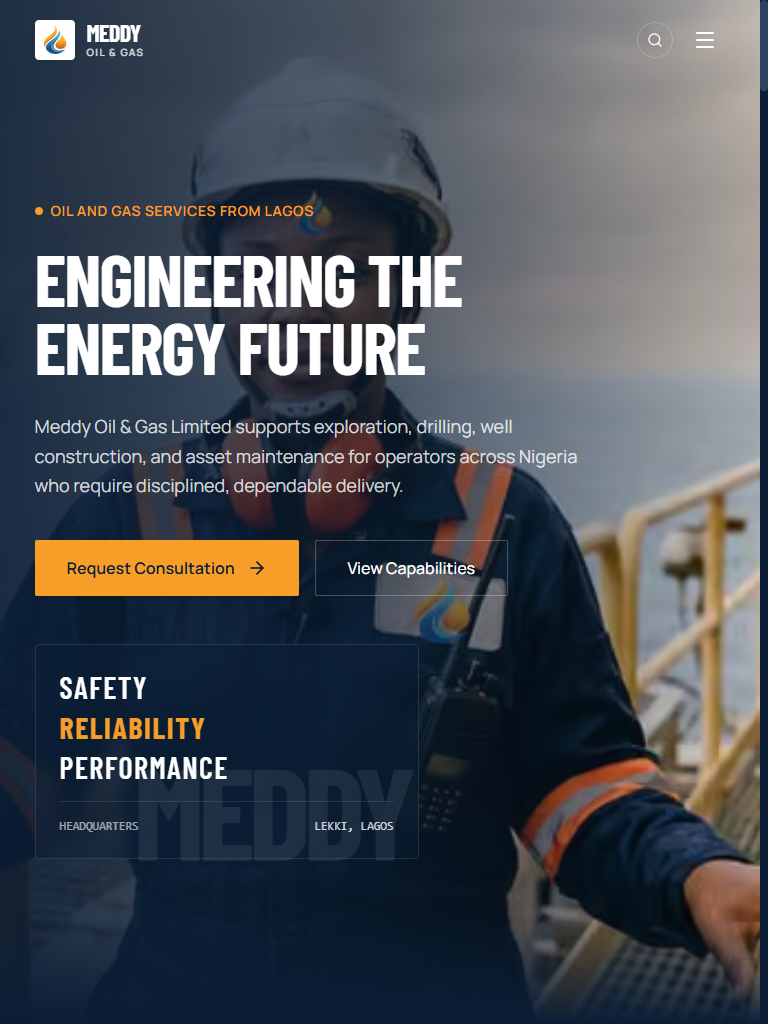 MEDDY
OIL & GAS
OIL AND GAS SERVICES FROM LAGOS
ENGINEERING THE
ENERGY FUTURE
Meddy Oil & Gas Limited supports exploration, drilling, well
construction, and asset maintenance for operators across Nigeria
who require disciplined, dependable delivery.
Request Consultation
View Capabilities
SAFETY
RELIABILITY
PERFORMANCE
MEDDY
HEADQUARTERS
LEKKI, LAGOS